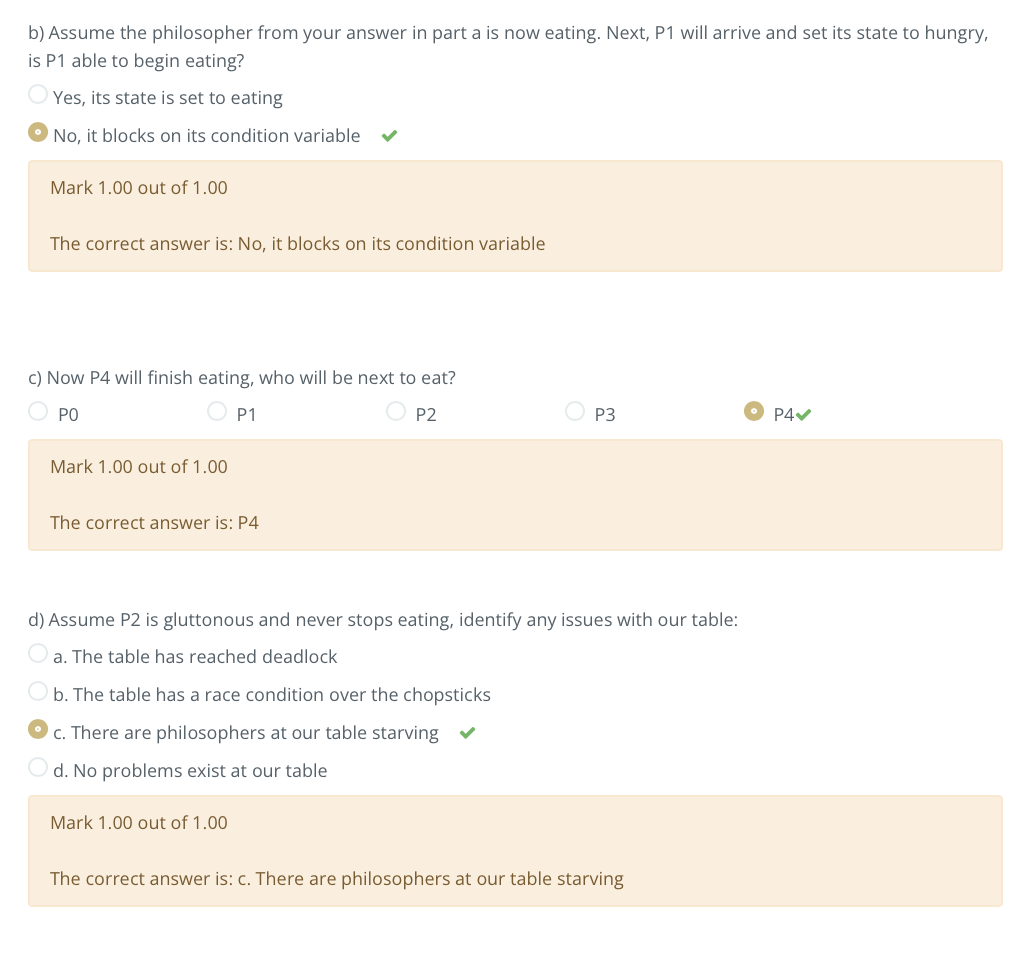 b) Assume the philosopher from your answer in part a is now eating. Next, P1 will arrive and set its state to hungry,
is P1 able to begin eating?
Yes, its state is set to eating
No, it blocks on its condition variable
Mark 1.00 out of 1.00
The correct answer is: No, it blocks on its condition variable
c) Now P4 will finish eating, who will be next to eat?
P0 P1 P2 P3 P4
Mark 1.00 out of 1.00
The correct answer is: P4
d) Assume P2 is gluttonous and never stops eating, identify any issues with our table:
a. The table has reached deadlock
b. The table has a race condition over the chopsticks
c. There are philosophers at our table starving
d. No problems exist at our table
Mark 1.00 out of 1.00
The correct answer is: c. There are philosophers at our table starving